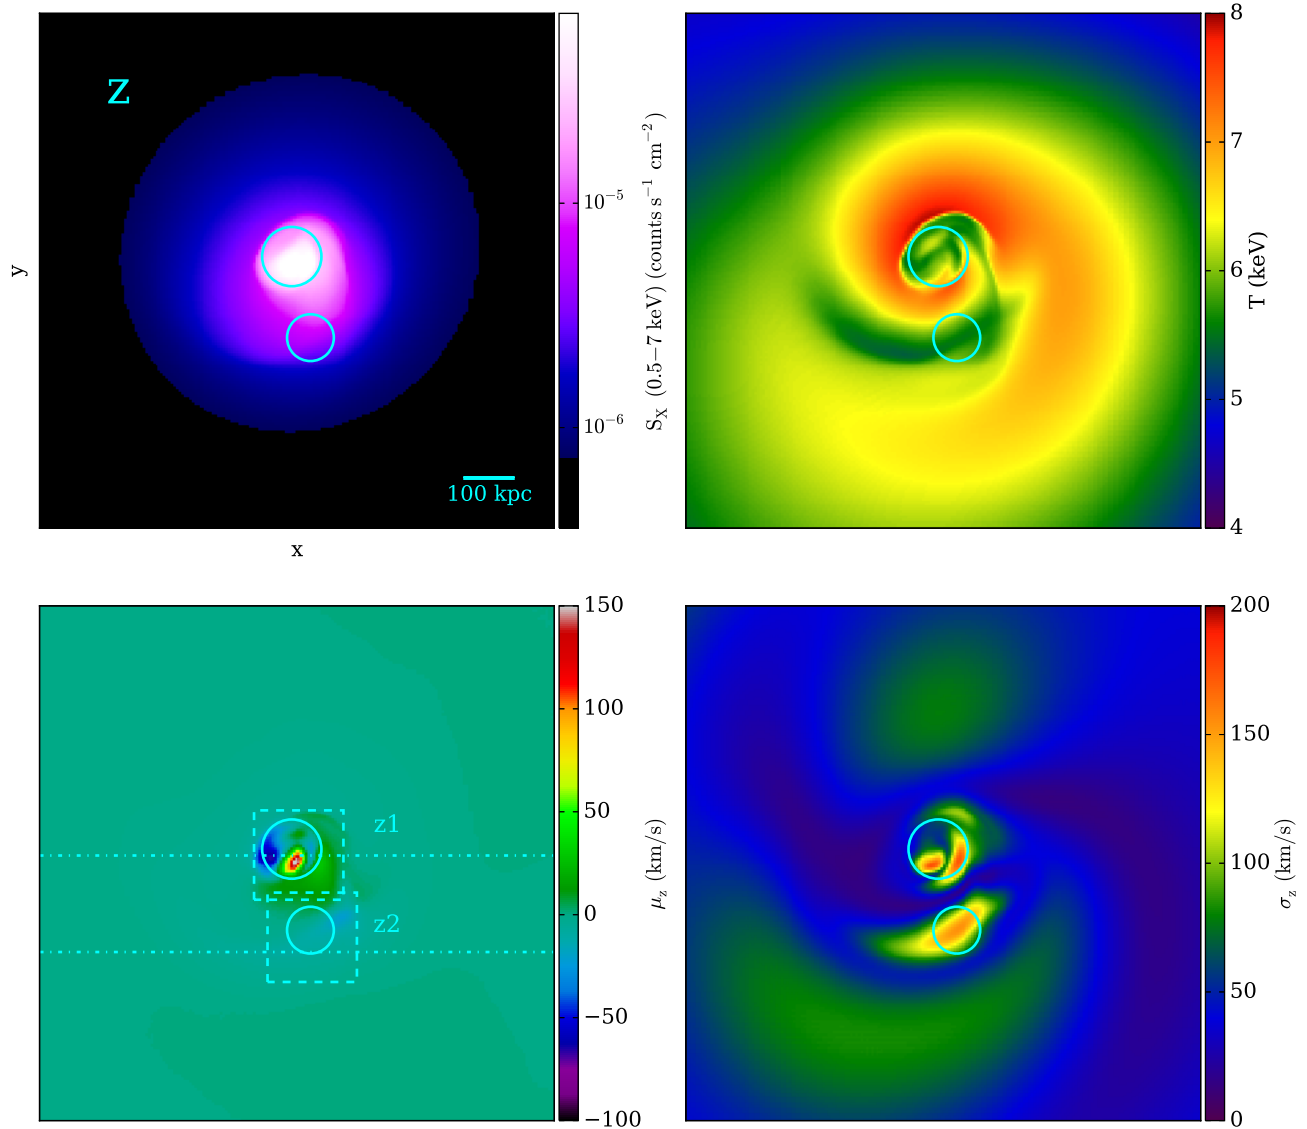 z
100 kpc
y
x
10⁻⁵
10⁻⁶
S_X (0.5−7 keV) (counts s⁻¹ cm⁻²)
8
7
6
5
4
T (keV)
z1
z2
150
100
50
0
−50
−100
μ_z (km/s)
200
150
100
50
0
σ_z (km/s)